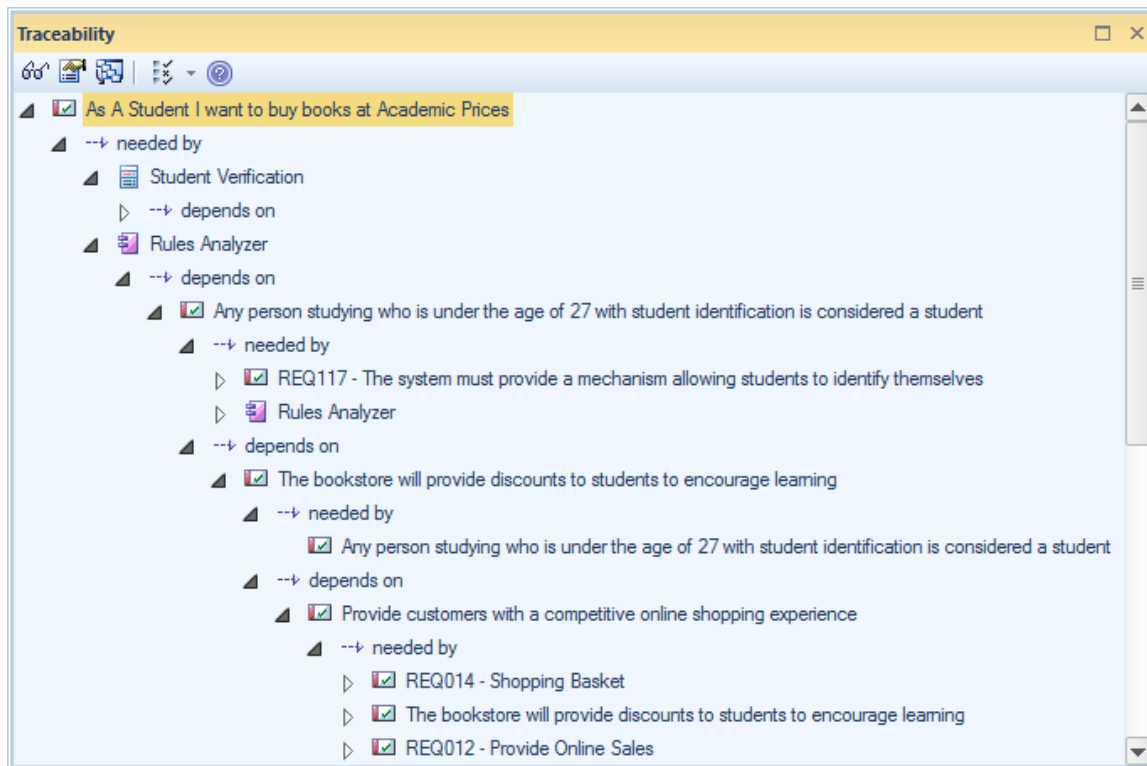 Traceability
As A Student I want to buy books at Academic Prices
needed by
Student Verification
depends on
Rules Analyzer
depends on
Any person studying who is under the age of 27 with student identification is considered a student
needed by
REQ117 - The system must provide a mechanism allowing students to identify themselves
Rules Analyzer
depends on
The bookstore will provide discounts to students to encourage learning
needed by
Any person studying who is under the age of 27 with student identification is considered a student
depends on
Provide customers with a competitive online shopping experience
needed by
REQ014 - Shopping Basket
The bookstore will provide discounts to students to encourage learning
REQ012 - Provide Online Sales